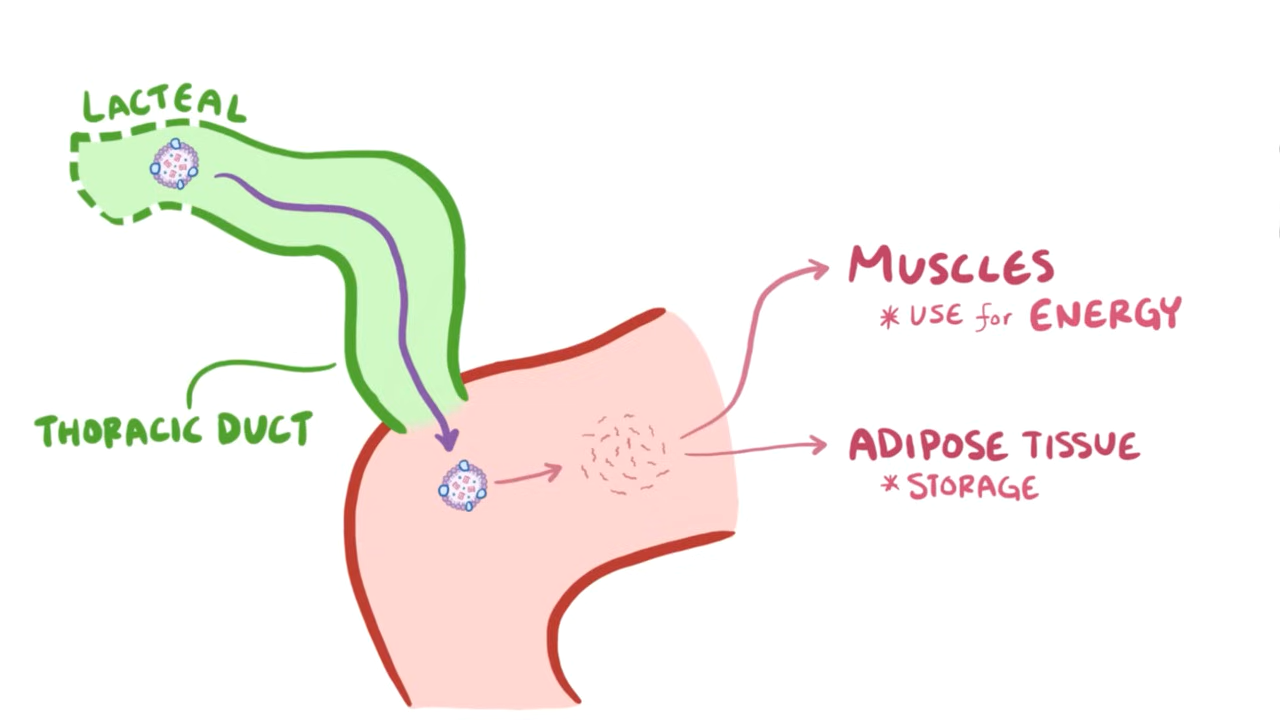 LACTEAL
THORACIC DUCT
MUSCLES
* USE for ENERGY
ADIPOSE TISSUE
* STORAGE